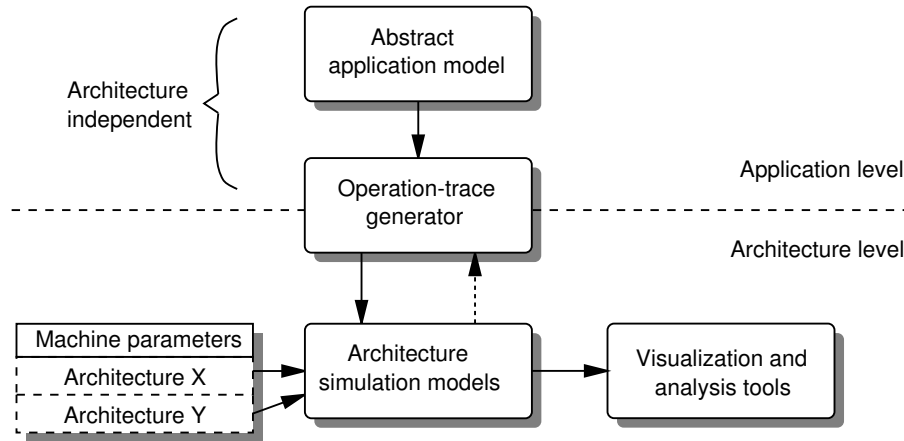 Abstract
application model
Architecture
independent
Operation-trace
generator
Application level
Architecture level
Machine parameters
Architecture X
Architecture Y
Architecture
simulation models
Visualization and
analysis tools